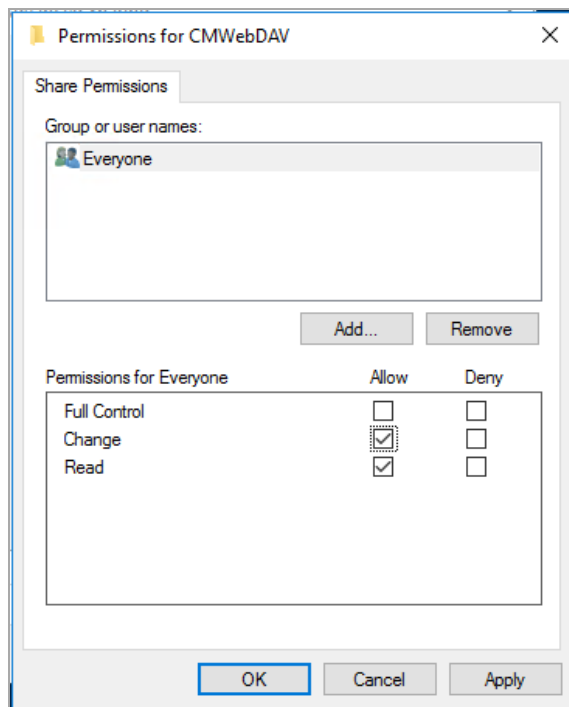 Permissions for CMWebDAV
Share Permissions
Group or user names:
Everyone
Add... Remove
Permissions for Everyone Allow Deny
Full Control
Change
Read
OK Cancel Apply